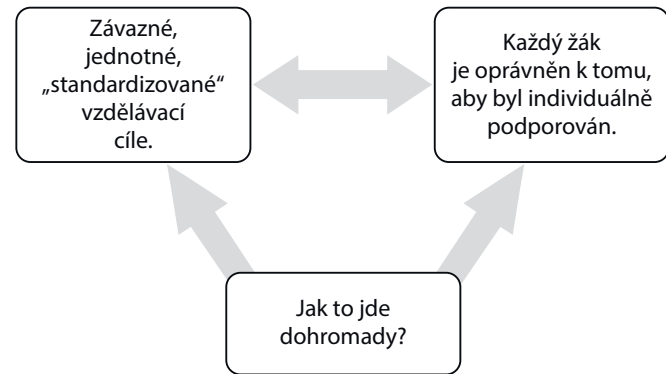 Závazné,
jednotné,
„standardizované“
vzdělávací
cíle.
Každý žák
je oprávněn k tomu,
aby byl individuálně
podporován.
Jak to jde
dohromady?